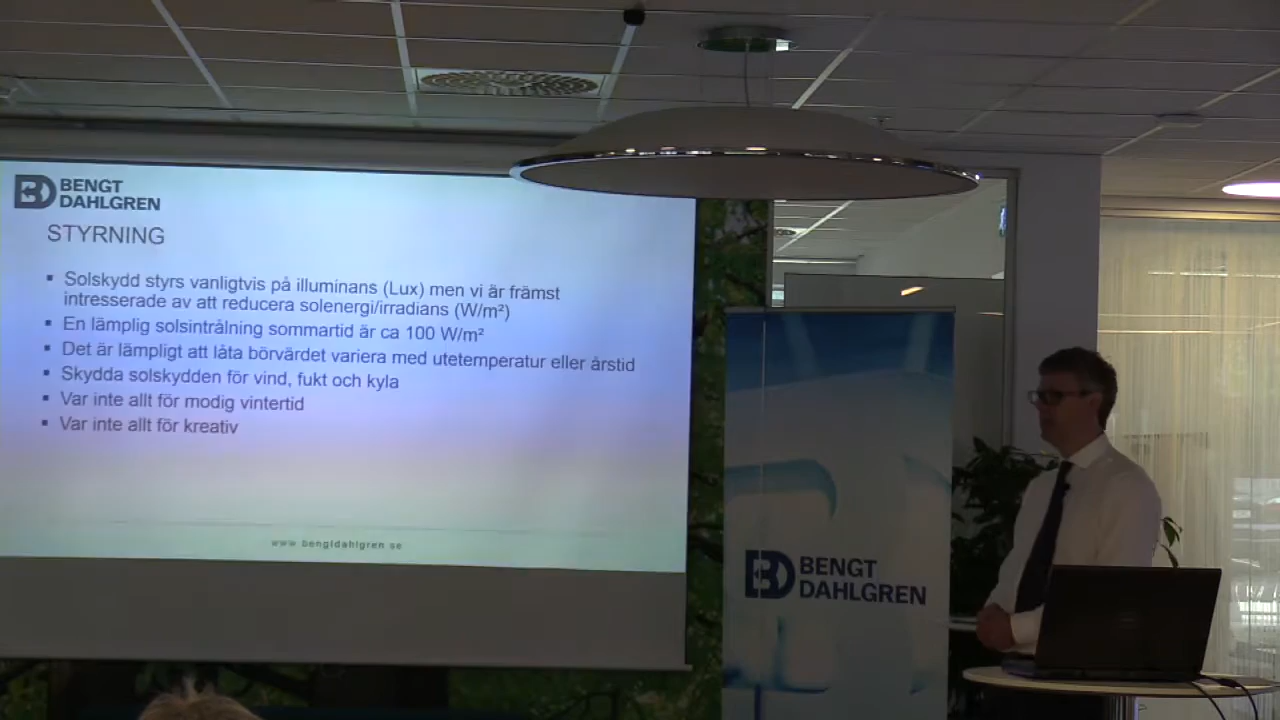 BENGT
DAHLGREN
STYRNING
▪ Solskydd styrs vanligtvis på illuminans (Lux) men vi är främst
intresserade av att reducera solenergi/irradians (W/m²)
▪ En lämplig solsintrålning sommartid är ca 100 W/m²
▪ Det är lämpligt att låta börvärdet variera med utetemperatur eller årstid
▪ Skydda solskydden för vind, fukt och kyla
▪ Var inte allt för modig vintertid
▪ Var inte allt för kreativ
www.bengtdahlgren.se
BENGT
DAHLGREN